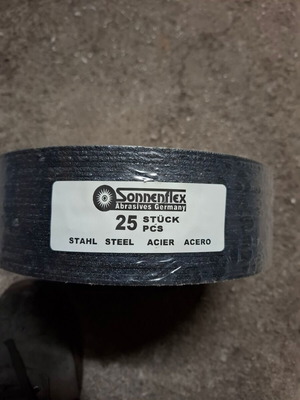 Sonnenflex
Abrasives Germany
25 STÜCK
PCS
STAHL STEEL ACIER ACERO